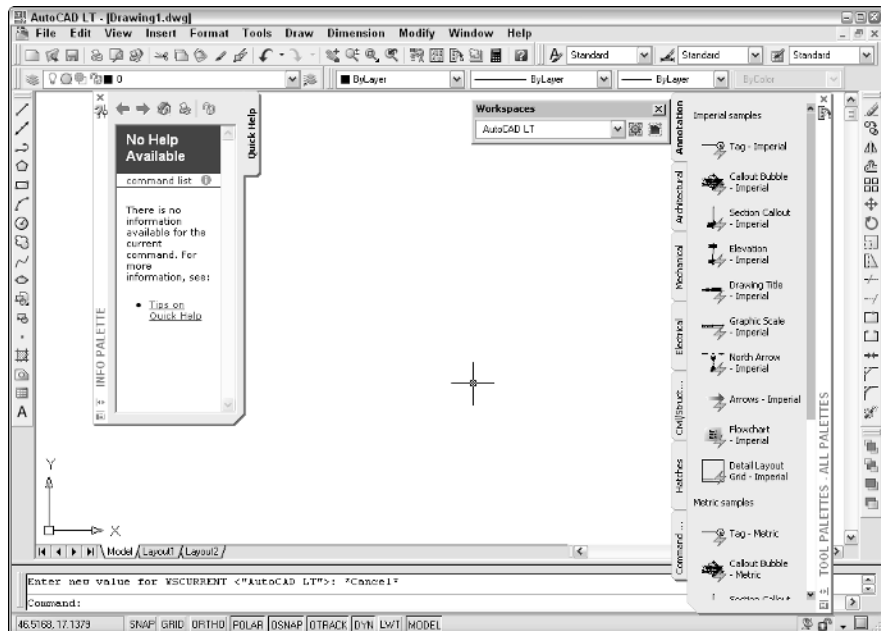 AutoCAD LT - [Drawing1.dwg]
File Edit View Insert Format Tools Draw Dimension Modify Window Help
Standard Standard Standard
0 ByLayer ByLayer ByLayer ByColor
Quick Help
No Help
Available
command list
There is no
information
available for the
current
command. For
more
information, see:
• Tips on
Quick Help
INFO PALETTE
Workspaces
AutoCAD LT
Annotation
Architectural
Mechanical
Electrical
Civil/Struct...
Hatches
Command ...
Imperial samples
Tag - Imperial
Callout Bubble
- Imperial
Section Callout
- Imperial
Elevation
- Imperial
Drawing Title
- Imperial
Graphic Scale
- Imperial
North Arrow
- Imperial
Arrows - Imperial
Flowchart
- Imperial
Detail Layout
Grid - Imperial
Metric samples
Tag - Metric
Callout Bubble
- Metric
Section Callout
TOOL PALETTES - ALL PALETTES
Y
X
Model Layout1 Layout2
Enter new value for WSCURRENT <"AutoCAD LT">: *Cancel*
Command:
46.5168, 17.1379 SNAP GRID ORTHO POLAR OSNAP OTRACK DYN LWT MODEL